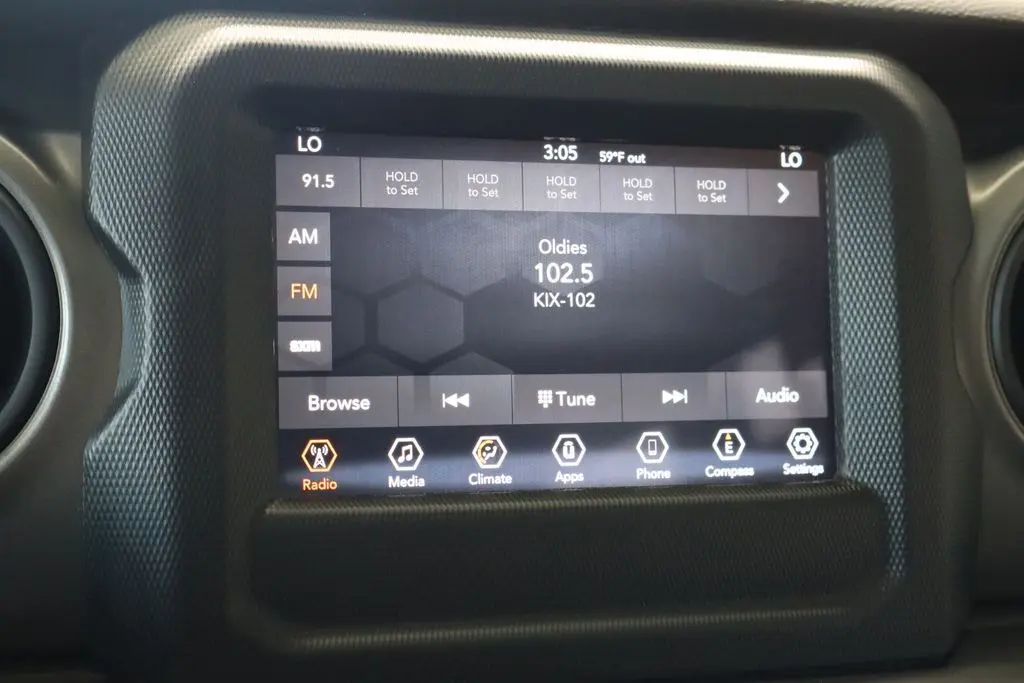 LO 3:05 59°F out LO
91.5 HOLD to Set HOLD to Set HOLD to Set HOLD to Set HOLD to Set
AM
Oldies
102.5
FM
KIX-102
SXM
Browse Tune Audio
E
Radio Media Climate Apps Phone Compass Settings